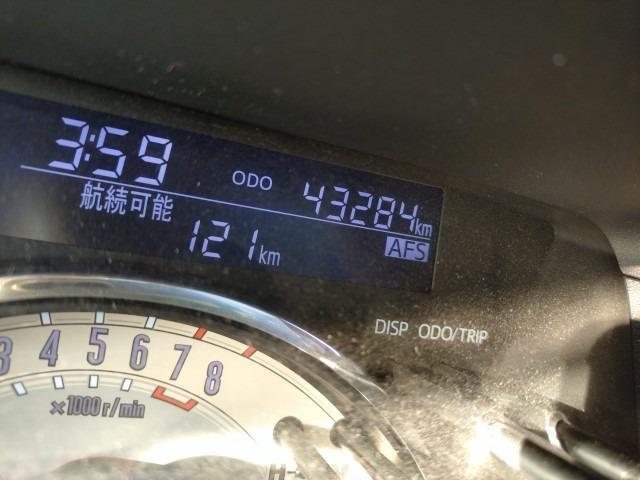 3:59 ODO 43284km
航続可能
121km AFS
DISP ODO/TRIP
3 4 5 6 7 8
×1000 r/min
H